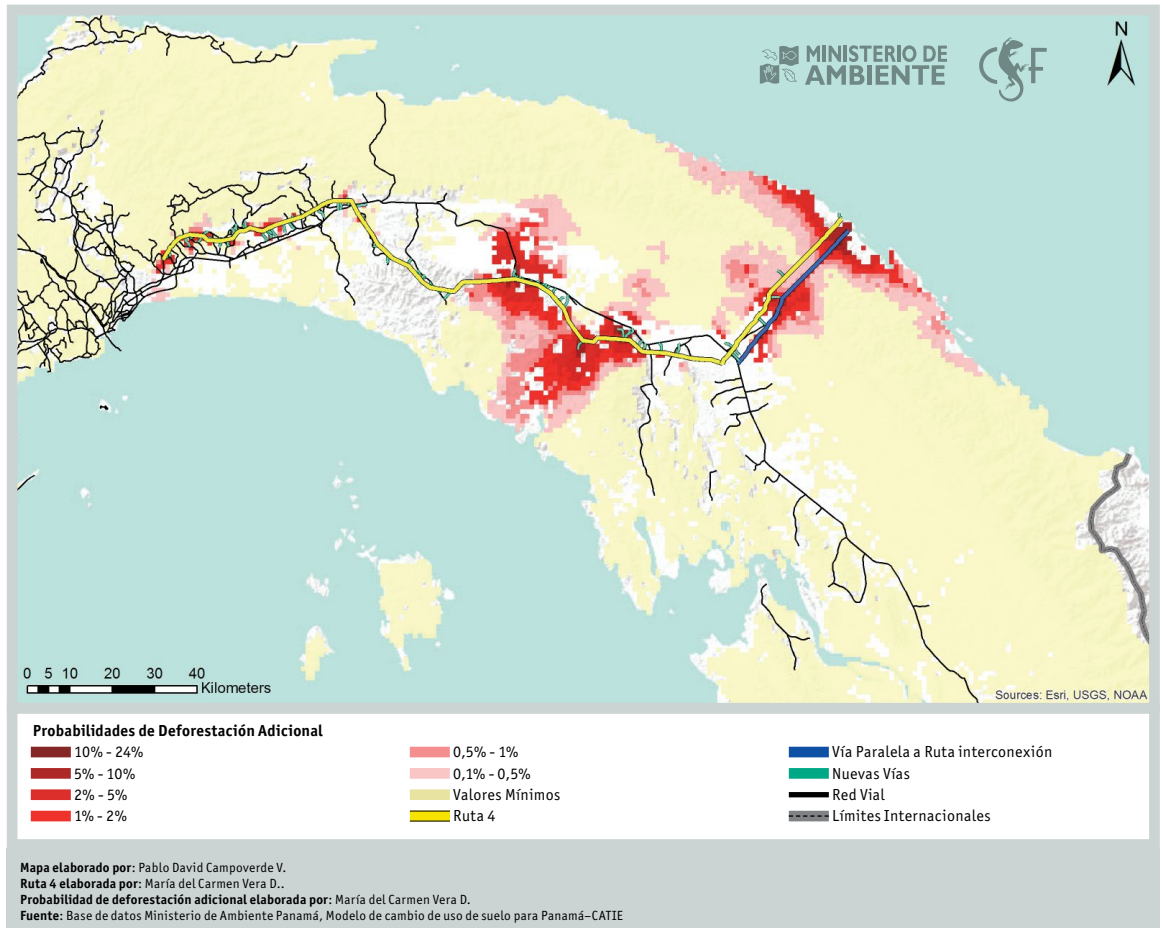 MINISTERIO DE
AMBIENTE
CSF
N
0 5 10 20 30 40
Kilometers
Sources: Esri, USGS, NOAA
Probabilidades de Deforestación Adicional
10% - 24%
5% - 10%
2% - 5%
1% - 2%
0,5% - 1%
0,1% - 0,5%
Valores Mínimos
Ruta 4
Vía Paralela a Ruta interconexión
Nuevas Vías
Red Vial
Límites Internacionales
Mapa elaborado por: Pablo David Campoverde V.
Ruta 4 elaborada por: María del Carmen Vera D..
Probabilidad de deforestación adicional elaborado por: María del Carmen Vera D.
Fuente: Base de datos Ministerio de Ambiente Panamá, Modelo de cambio de uso de suelo para Panamá–CATIE